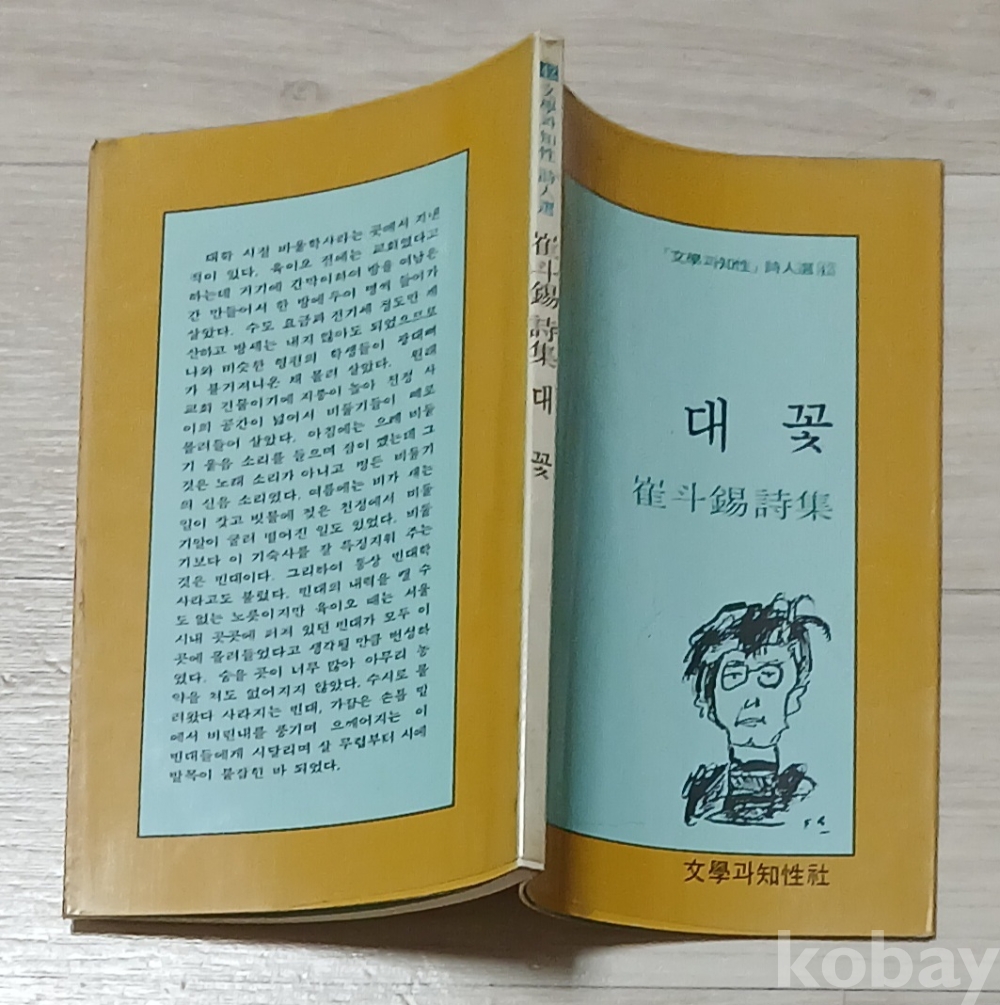 대학 시절 바울학사라는 곳에서 지낸
적이 있다. 육이오 전에는 교회였다고
하는데 거기에 간막이하여 방을 여남은
간 만들어서 한 방에 두이 명씩 들어가
살았다. 수도 요금과 전기세 정도만 계
산하고 방세는 내지 않아도 되었으므로
나와 비슷한 형편의 학생들이 광대뼈
가 불거져나온 채 몰려 살았다. 원래
교회 건물이기에 지붕이 높아 천정 사
이의 공간이 넓어서 비둘기들이 떼로
몰려들어 살았다. 아침에는 으레 비둘
기 울음 소리를 들으며 잠이 깼는데 그
것은 노래 소리가 아니고 병든 비둘기
의 신음 소리였다. 여름에는 비가 새는
일이 잦고 빗물에 젖은 천정에서 비둘
기알이 굴러 떨어진 일도 있었다. 비둘
기보다 이 기숙사를 잘 특징지워 주는
것은 빈대이다. 그리하여 통상 빈대학
사라고도 불렀다. 빈대의 내력을 캘 수
도 없는 노릇이지만 육이오 때는 서울
시내 곳곳에 퍼져 있던 빈대가 모두 이
곳에 몰려들었다고 생각될 만큼 번성하
였다. 숨을 곳이 너무 많아 아무리 농
약을 쳐도 없어지지 않았다. 수시로 몰
려왔다 사라지는 빈대, 가끔은 손톱 밑
에서 비린내를 풍기며 으깨어지는 이
빈대들에게 시달리며 살 무렵부터 시에
발목이 붙잡힌 바 되었다.
42 文學과知性 詩人選 崔斗錫 詩集 대 꽃
「文學과知性」詩人選 42
대 꽃
崔斗錫詩集
文學과知性社
kobay